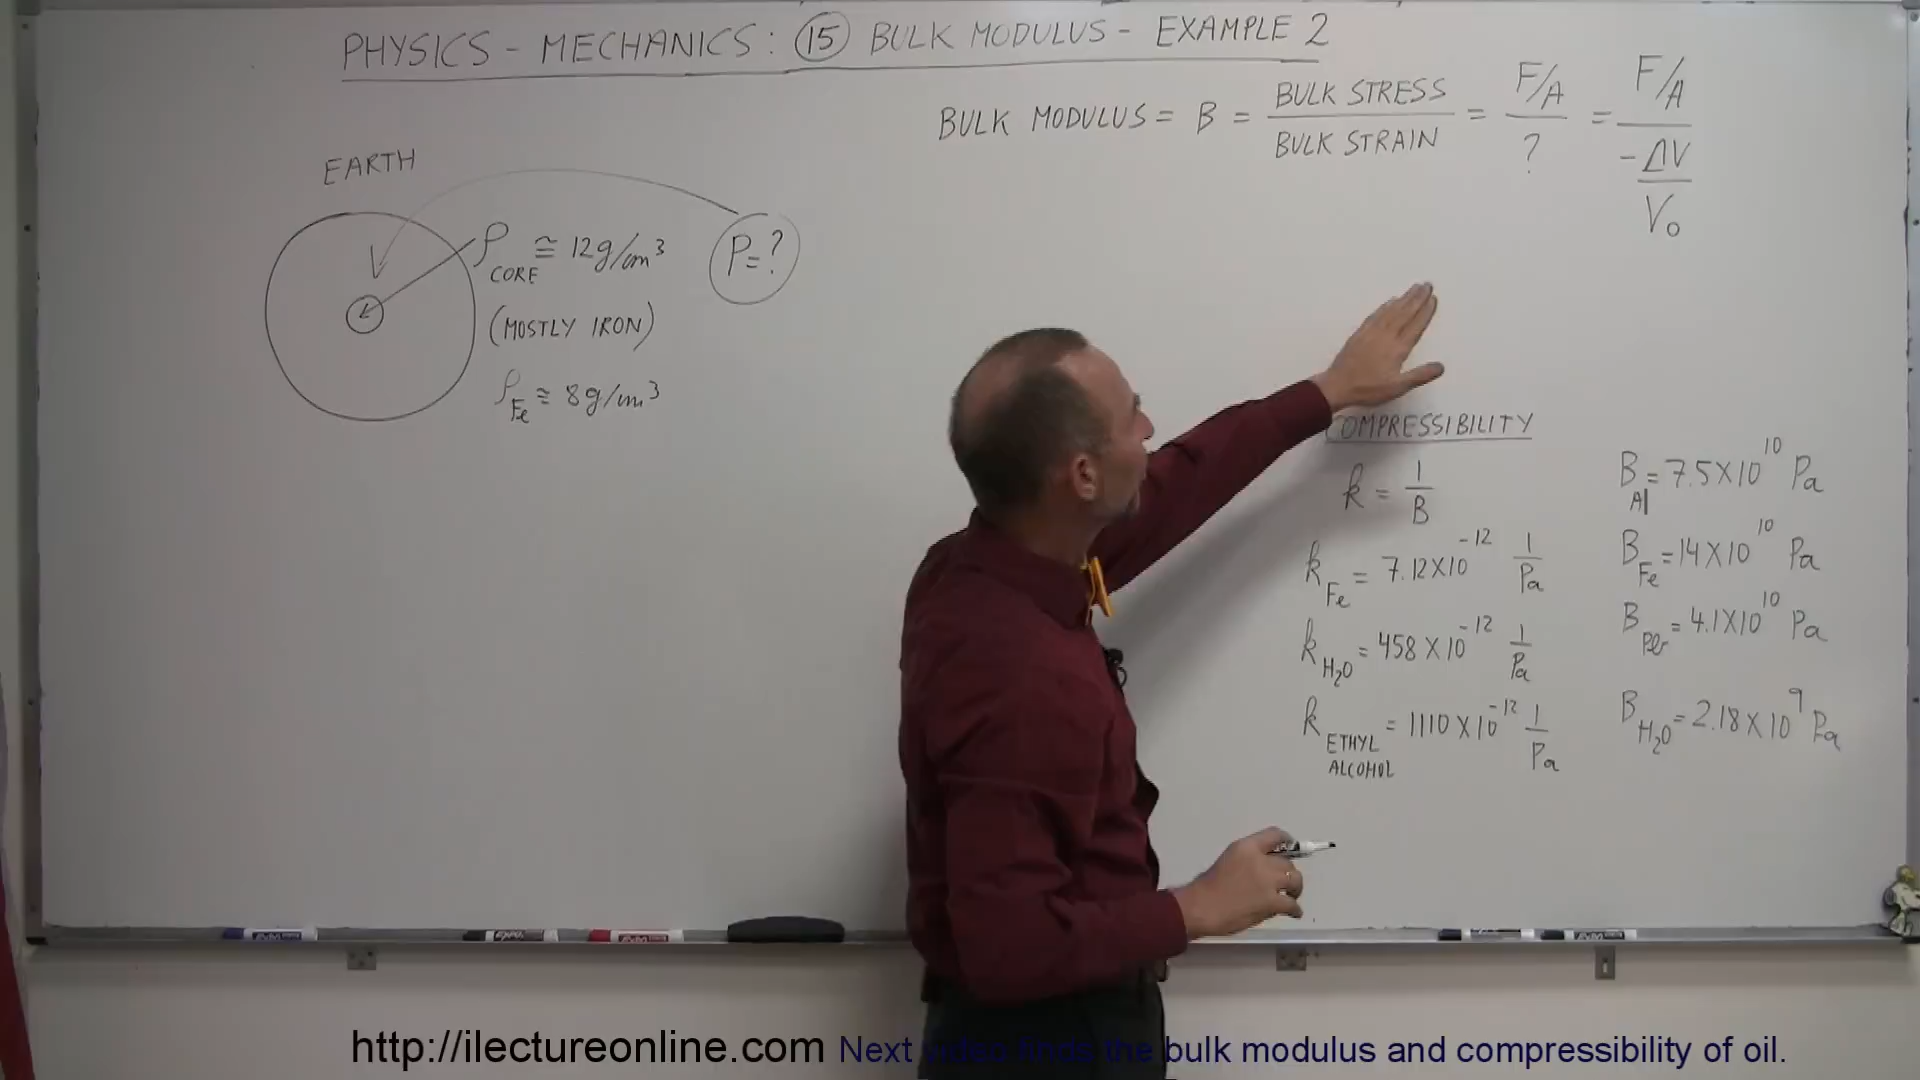 PHYSICS - MECHANICS: 15 BULK MODULUS - EXAMPLE 2
BULK MODULUS = B = BULK STRESS / BULK STRAIN = F/A / ? = F/A / -ΔV/V₀
EARTH
ρ CORE ≅ 12 g/cm³
P=?
(MOSTLY IRON)
ρ Fe ≅ 8 g/cm³
COMPRESSIBILITY
k = 1/B
k Fe = 7.12 X 10⁻¹² 1/Pa
k H₂O = 458 X 10⁻¹² 1/Pa
k ETHYL ALCOHOL = 1110 X 10⁻¹² 1/Pa
B Al = 7.5 X 10¹⁰ Pa
B Fe = 14 X 10¹⁰ Pa
B Pb = 4.1 X 10¹⁰ Pa
B H₂O = 2.18 X 10⁹ Pa
EXPO
http://ilectureonline.com Next video finds the bulk modulus and compressibility of oil.